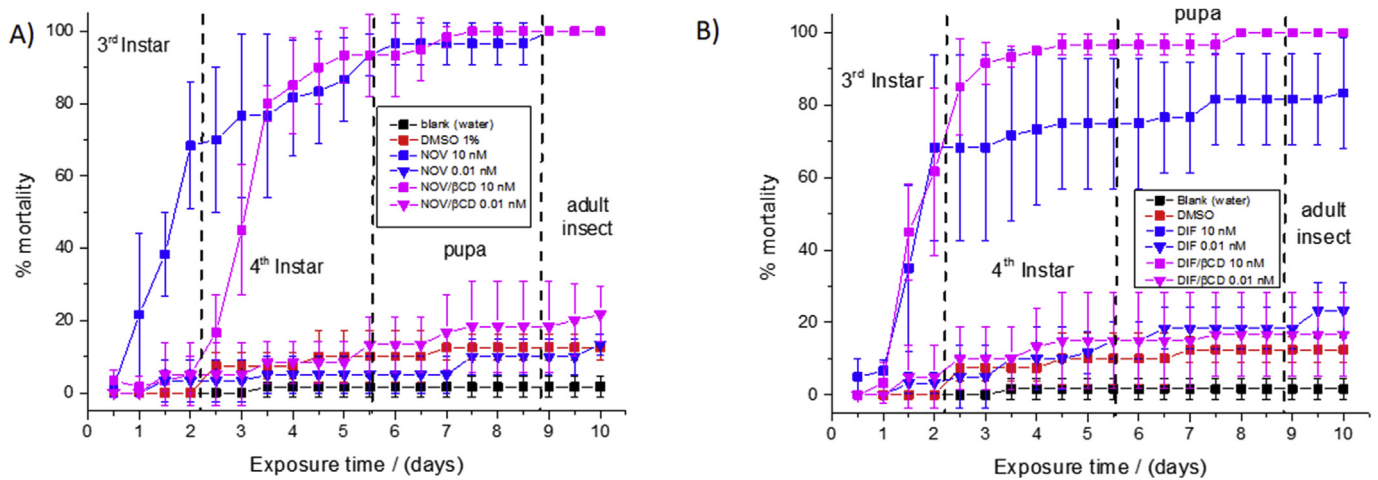 A)
% mortality
100
80
60
40
20
0
3rd Instar
4th Instar
pupa
adult
insect
blank (water)
DMSO 1%
NOV 10 nM
NOV 0.01 nM
NOV/βCD 10 nM
NOV/βCD 0.01 nM
0 1 2 3 4 5 6 7 8 9 10
Exposure time / (days)
B)
% mortality
100
80
60
40
20
0
pupa
3rd Instar
4th Instar
adult
insect
Blank (water)
DMSO
DIF 10 nM
DIF 0.01 nM
DIF/βCD 10 nM
DIF/βCD 0.01 nM
0 1 2 3 4 5 6 7 8 9 10
Exposure time / (days)